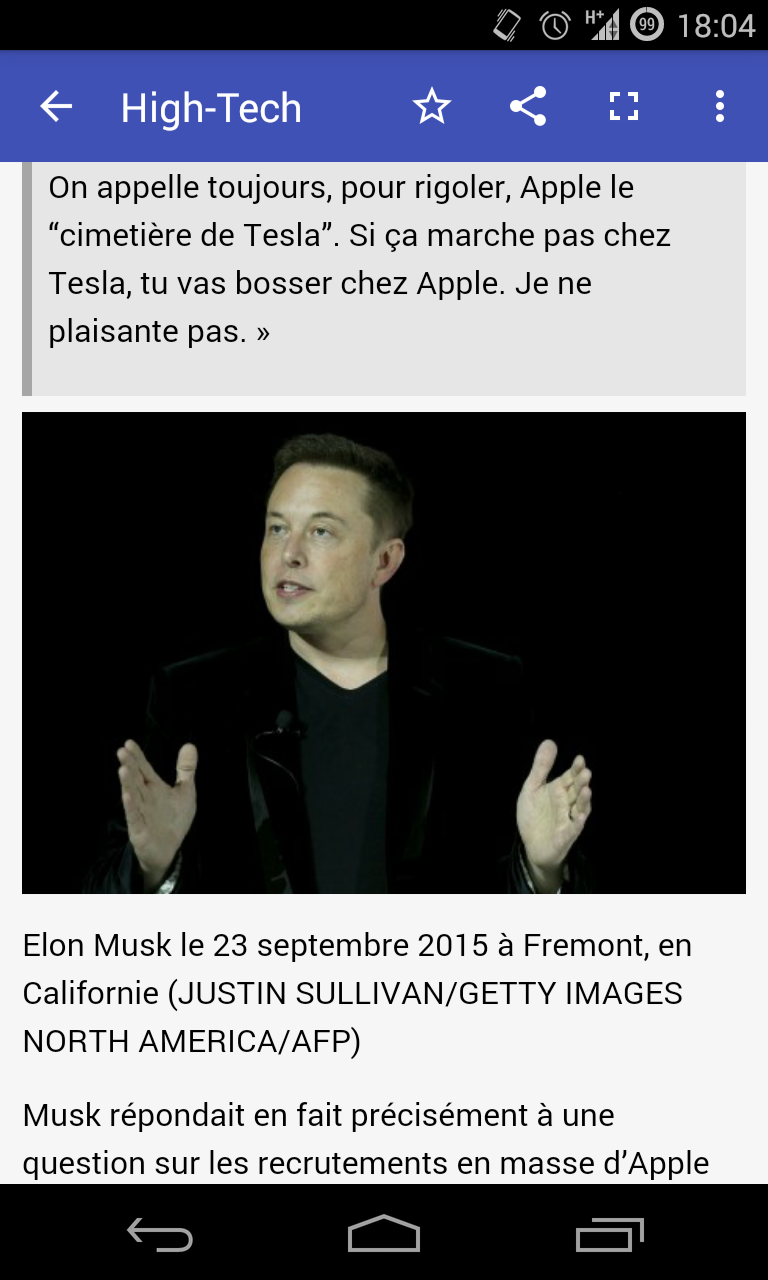 H+ 99 18:04
High-Tech
On appelle toujours, pour rigoler, Apple le
“cimetière de Tesla”. Si ça marche pas chez
Tesla, tu vas bosser chez Apple. Je ne
plaisante pas. »
Elon Musk le 23 septembre 2015 à Fremont, en
Californie (JUSTIN SULLIVAN/GETTY IMAGES
NORTH AMERICA/AFP)
Musk répondait en fait précisément à une
question sur les recrutements en masse d’Apple